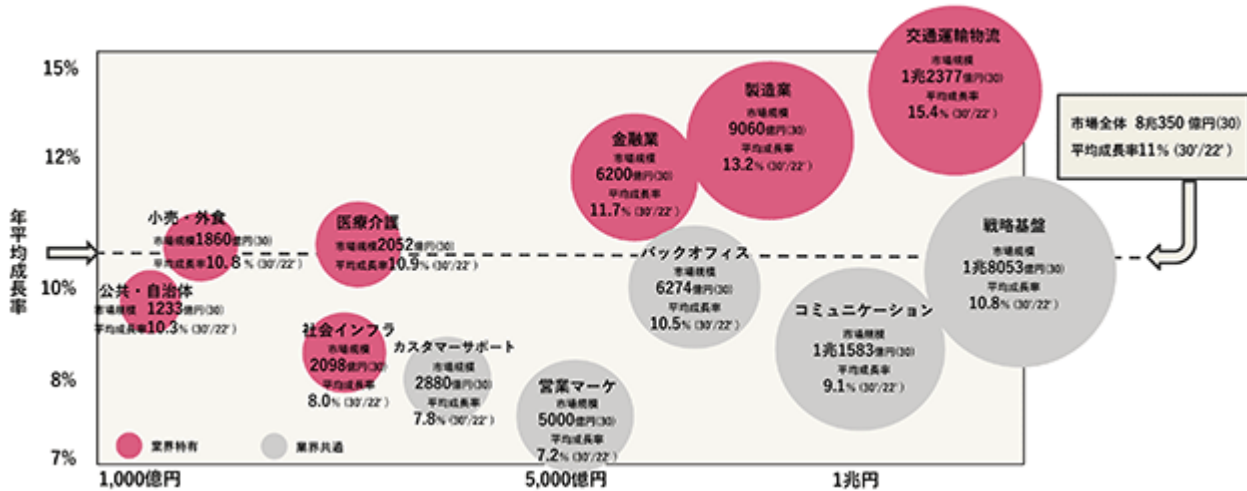 15%
12%
10%
8%
7%
年平均成長率
1,000億円
5,000億円
1兆円
交通運輸物流
市場規模
1兆2377億円(30)
平均成長率
15.4% (30'/22')
製造業
市場規模
9060億円(30)
平均成長率
13.2% (30'/22')
金融業
市場規模
6200億円(30)
平均成長率
11.7% (30'/22')
市場全体 8兆350 億円(30)
平均成長率11% (30'/22')
小売・外食
市場規模1860億円(30)
平均成長率10.8 % (30'/22')
医療介護
市場規模2052億円(30)
平均成長率10.9% (30'/22')
戦略基盤
市場規模
1兆8053億円(30)
平均成長率
10.8% (30'/22')
バックオフィス
市場規模
6274億円(30)
平均成長率
10.5% (30'/22')
公共・自治体
市場規模 1233億円(30)
平均成長率10.3% (30'/22')
コミュニケーション
市場規模
1兆1583億円(30)
平均成長率
9.1% (30'/22')
社会インフラ
市場規模
2098億円(30)
平均成長率
8.0% (30'/22')
カスタマーサポート
市場規模
2880億円(30)
平均成長率
7.8% (30'/22')
営業マーケ
市場規模
5000億円(30)
平均成長率
7.2% (30'/22')
業界特有
業界共通